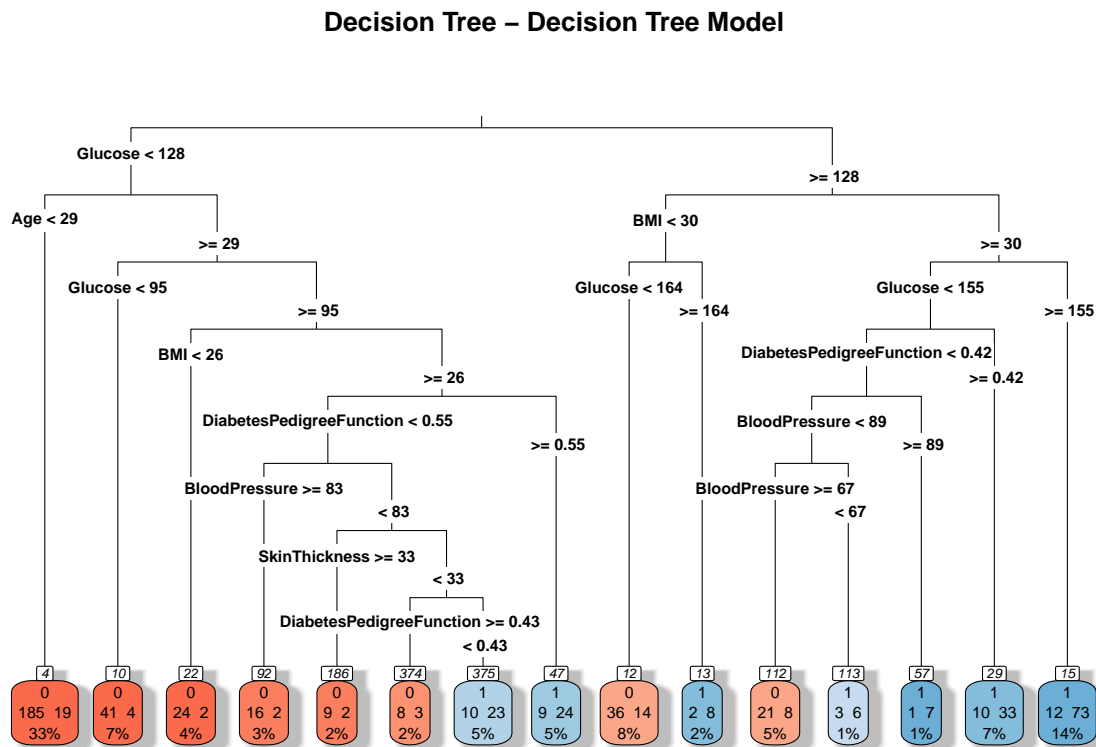 Decision Tree – Decision Tree Model
Glucose < 128
>= 128
Age < 29
BMI < 30
>= 29
>= 30
Glucose < 95
Glucose < 164
Glucose < 155
>= 95
>= 164
>= 155
BMI < 26
DiabetesPedigreeFunction < 0.42
>= 26
>= 0.42
DiabetesPedigreeFunction < 0.55
BloodPressure < 89
>= 0.55
>= 89
BloodPressure >= 83
BloodPressure >= 67
< 83
< 67
SkinThickness >= 33
< 33
DiabetesPedigreeFunction >= 0.43
< 0.43
4 10 22 92 186 374 375 47 12 13 112 113 57 29 15
0 0 0 0 0 0 1 1 0 1 0 1 1 1 1
185 19 41 4 24 2 16 2 9 2 8 3 10 23 9 24 36 14 2 8 21 8 3 6 1 7 10 33 12 73
33% 7% 4% 3% 2% 2% 5% 5% 8% 2% 5% 1% 1% 7% 14%